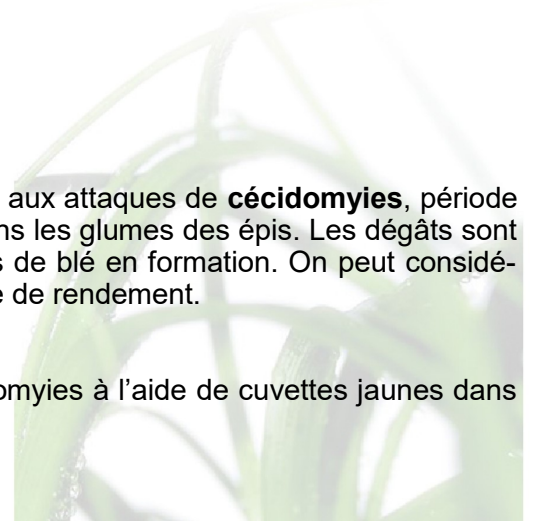 aux attaques de cécidomyies, période
ns les glumes des épis. Les dégâts sont
s de blé en formation. On peut considé-
e de rendement.
omyies à l’aide de cuvettes jaunes dans